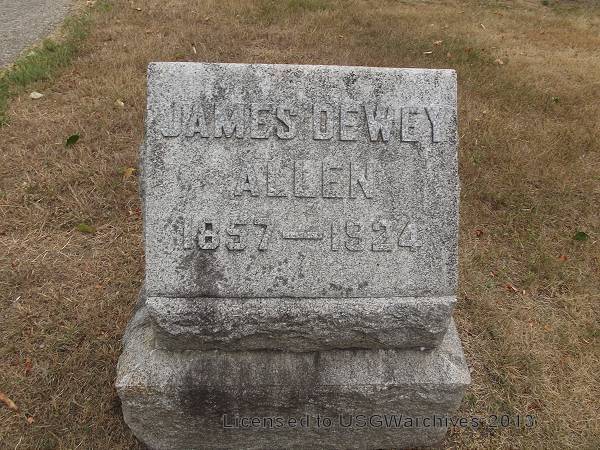 JAMES DEWEY
ALLEN
1857—1924
Licensed to USGWarchives 2013